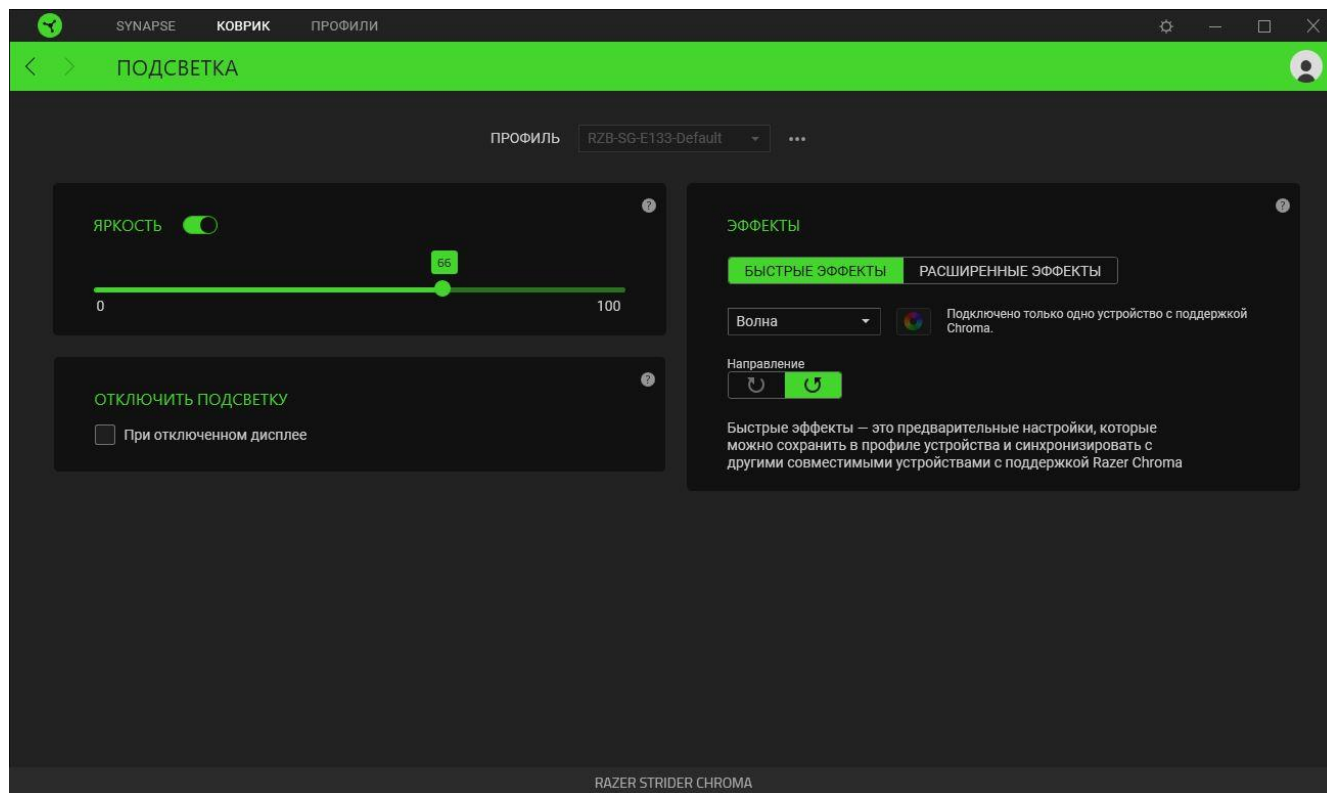 SYNAPSE КОВРИК ПРОФИЛИ
ПОДСВЕТКА
ПРОФИЛЬ RZB-SG-E133-Default
ЯРКОСТЬ
66
0 100
ОТКЛЮЧИТЬ ПОДСВЕТКУ
При отключенном дисплее
ЭФФЕКТЫ
БЫСТРЫЕ ЭФФЕКТЫ РАСШИРЕННЫЕ ЭФФЕКТЫ
Волна
Подключено только одно устройство с поддержкой
Chroma.
Направление
Быстрые эффекты — это предварительные настройки, которые
можно сохранить в профиле устройства и синхронизировать с
другими совместимыми устройствами с поддержкой Razer Chroma
RAZER STRIDER CHROMA